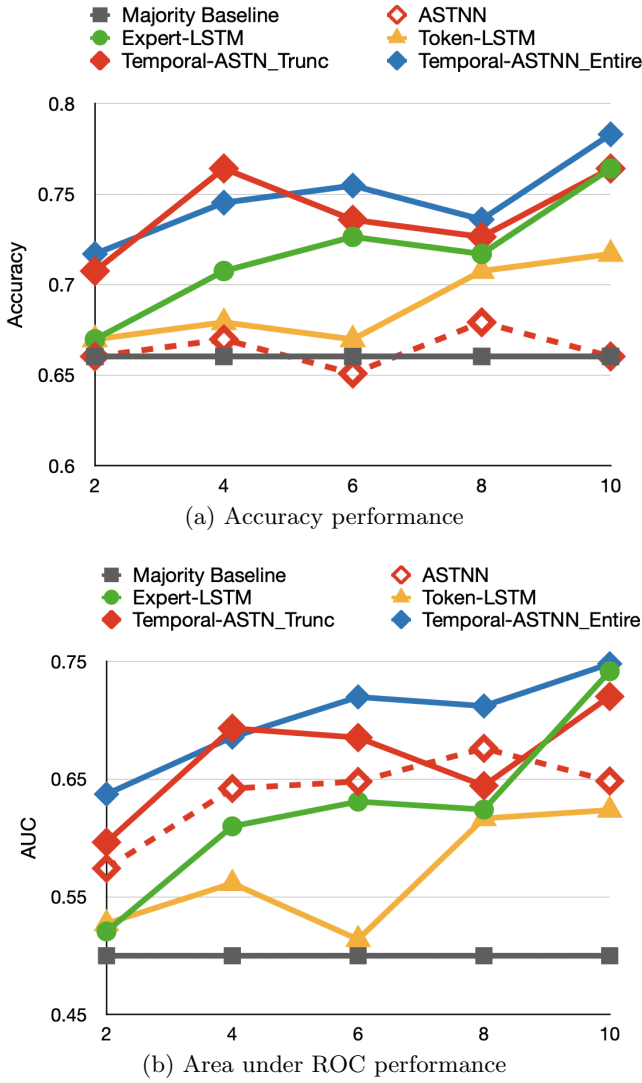 Majority Baseline ASTNN
Expert-LSTM Token-LSTM
Temporal-ASTN_Trunc Temporal-ASTNN_Entire
0.8
0.75
0.7
0.65
0.6
Accuracy
2 4 6 8 10
(a) Accuracy performance
Majority Baseline ASTNN
Expert-LSTM Token-LSTM
Temporal-ASTN_Trunc Temporal-ASTNN_Entire
0.75
0.65
0.55
0.45
AUC
2 4 6 8 10
(b) Area under ROC performance